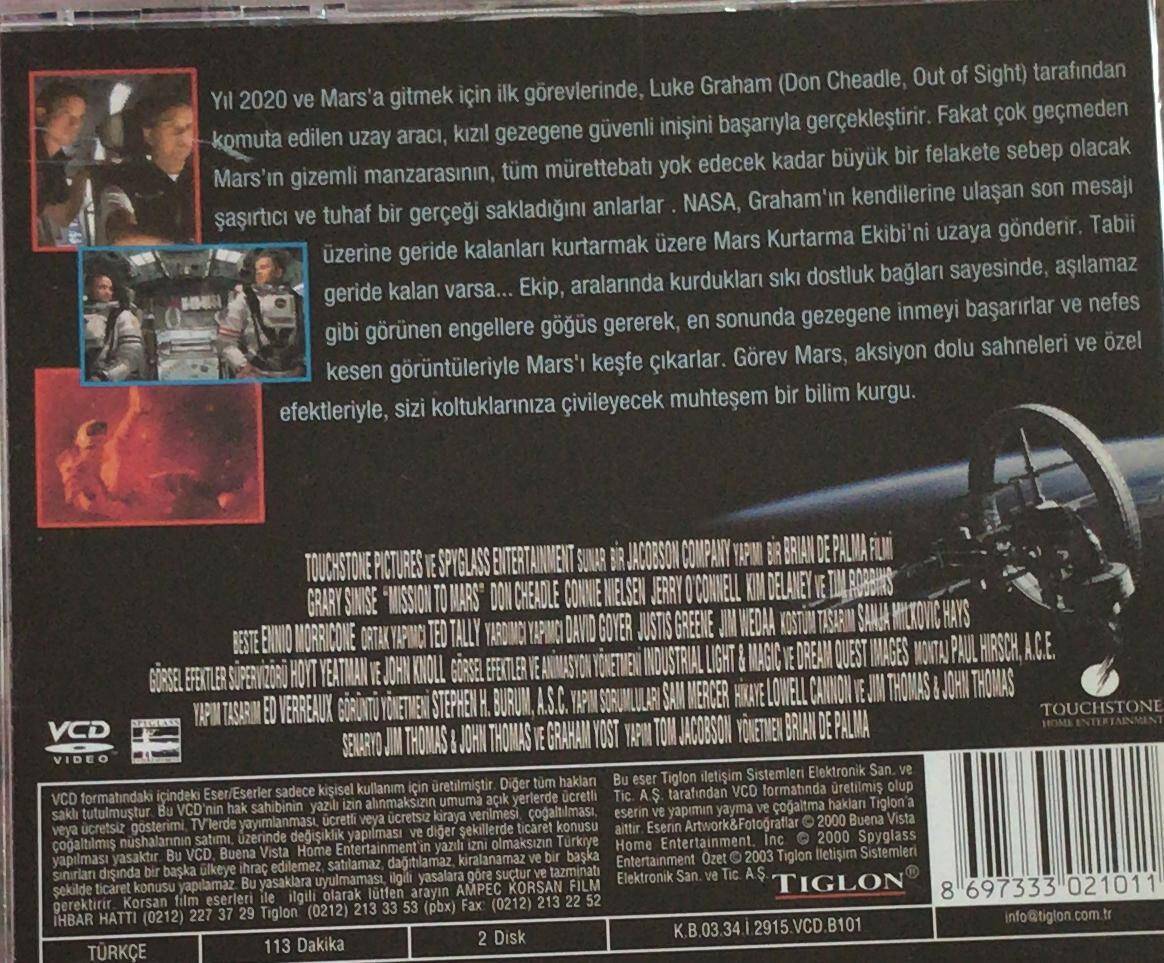 Yıl 2020 ve Mars'a gitmek için ilk görevlerinde, Luke Graham (Don Cheadle, Out of Sight) tarafından
komuta edilen uzay aracı, kızıl gezegene güvenli inişini başarıyla gerçekleştirir. Fakat çok geçmeden
Mars'ın gizemli manzarasının, tüm mürettebatı yok edecek kadar büyük bir felakete sebep olacak
şaşırtıcı ve tuhaf bir gerçeği sakladığını anlarlar . NASA, Graham'ın kendilerine ulaşan son mesajı
üzerine geride kalanları kurtarmak üzere Mars Kurtarma Ekibi'ni uzaya gönderir. Tabii
geride kalan varsa... Ekip, aralarında kurdukları sıkı dostluk bağları sayesinde, aşılamaz
gibi görünen engellere göğüs gererek, en sonunda gezegene inmeyi başarırlar ve nefes
kesen görüntüleriyle Mars'ı keşfe çıkarlar. Görev Mars, aksiyon dolu sahneleri ve özel
efektleriyle, sizi koltuklarınıza çivileyecek muhteşem bir bilim kurgu.
TOUCHSTONE PICTURES VE SPYGLASS ENTERTAINMENT SUNAR BİR JACOBSON COMPANY YAPIMI BİR BRIAN DE PALMA FİLMİ
GRARY SINISE "MISSION TO MARS" DON CHEADLE CONNIE NIELSEN JERRY O'CONNELL KIM DELANEY VE TIM ROBBINS
BESTE ENNIO MORRICONE ORTAK YAPIMCI TED TALLY YARDIMCI YAPIMCI DAVID GOYER JUSTIS GREENE JIM WEDAA KOSTÜM TASARIM SANJA MILKOVIC HAYS
GÖRSEL EFEKTLER SÜPERVİZÖRÜ HOYT YEATMAN VE JOHN KNOLL GÖRSEL EFEKTLER VE ANİMASYON YÖNETMENİ INDUSTRIAL LIGHT & MAGIC VE DREAM QUEST IMAGES MONTAJ PAUL HIRSCH, A.C.E.
YAPIM TASARIM ED VERREAUX GÖRÜNTÜ YÖNETMENİ STEPHEN H. BURUM, A.S.C. YAPIM SORUMLULARI SAM MERCER HİKAYE LOWELL CANNON VE JIM THOMAS & JOHN THOMAS
SENARYO JIM THOMAS & JOHN THOMAS VE GRAHAM YOST YAPIM TOM JACOBSON YÖNETMEN BRIAN DE PALMA
TOUCHSTONE
HOME ENTERTAINMENT
VCD
VIDEO
SPYGLASS
VCD formatındaki içindeki Eser/Eserler sadece kişisel kullanım için üretilmiştir. Diğer tüm hakları
saklı tutulmuştur. Bu VCD'nin hak sahibinin yazılı izin alınmaksızın umuma açık yerlerde ücretli
veya ücretsiz gösterimi, TV'lerde yayımlanması, ücretli veya ücretsiz kiraya verilmesi, çoğaltılması,
çoğaltılmış nüshalarının satımı, üzerinde değişiklik yapılması ve diğer şekillerde ticaret konusu
yapılması yasaktır. Bu VCD, Buena Vista Home Entertainment'in yazılı izni olmaksızın Türkiye
sınırları dışında bir başka ülkeye ihraç edilemez, satılamaz, dağıtılamaz, kiralanamaz ve bir başka
şekilde ticaret konusu yapılamaz. Bu yasaklara uyulmaması, ilgili yasalara göre suçtur ve tazminatı
gerektirir. Korsan film eserleri ile ilgili olarak lütfen arayın AMPEC KORSAN FILM
İHBAR HATTI (0212) 227 37 29 Tiglon (0212) 213 33 53 (pbx) Fax: (0212) 213 22 52
Bu eser Tiglon iletişim Sistemleri Elektronik San. ve
Tic. A.Ş. tarafından VCD formatında üretilmiş olup
eserin ve yapımın yayma ve çoğaltma hakları Tiglon'a
aittir. Eserin Artwork&Fotoğraflar © 2000 Buena Vista
Home Entertainment. Inc. © 2000 Spyglass
Entertainment Özet © 2003 Tiglon İletişim Sistemleri
Elektronik San. ve Tic. A.Ş.
TIGLON®
8 697333 021011
TÜRKÇE
113 Dakika
2 Disk
K.B.03.34.İ 2915.VCD.B101
info@tiglon.com.tr